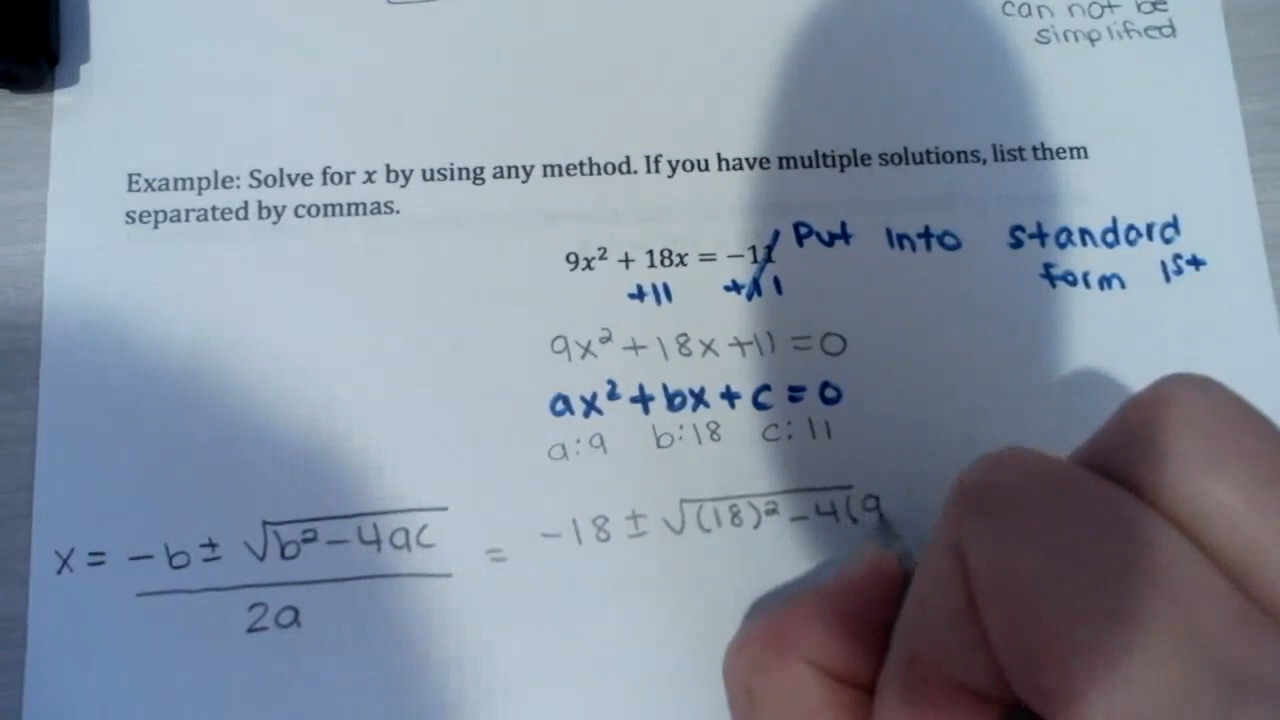 can not be
simplified
Example: Solve for x by using any method. If you have multiple solutions, list them
separated by commas.
9x² + 18x = −11 Put into standard
+11 +11 form 1st
9x² + 18x + 11 = 0
ax² + bx + c = 0
a:9 b:18 c:11
x = −b ± √b² − 4ac = −18 ± √(18)² − 4(9
2a